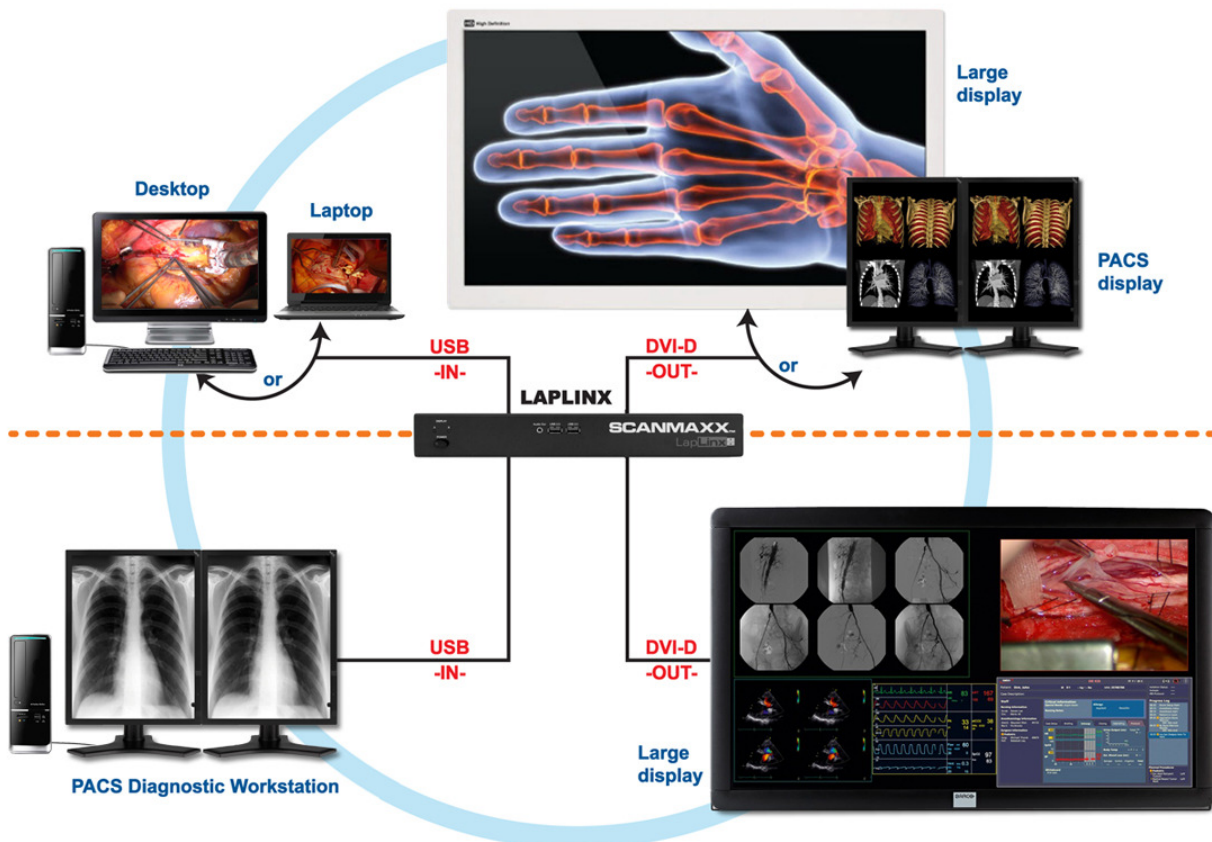 High Definition
Large
display
Desktop
Laptop
PACS
display
USB
-IN-
or
DVI-D
-OUT-
or
LAPLINX
SCANMAXX
LapLinx
USB
-IN-
DVI-D
-OUT-
PACS Diagnostic Workstation
Large
display
BARCO